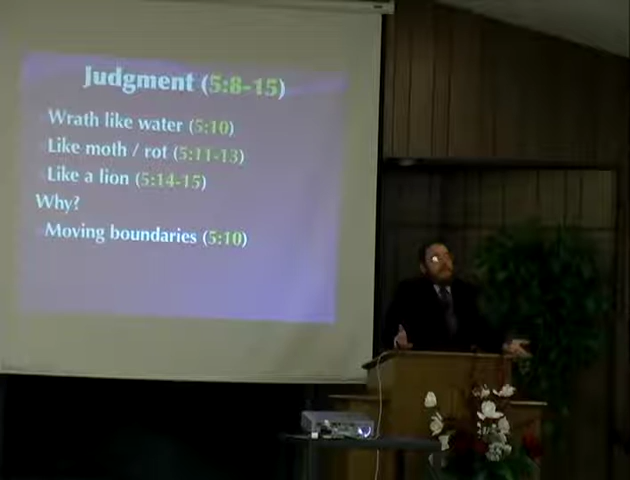 Judgment (5:8-15)
Wrath like water (5:10)
Like moth / rot (5:11-13)
Like a lion (5:14-15)
Why?
Moving boundaries (5:10)